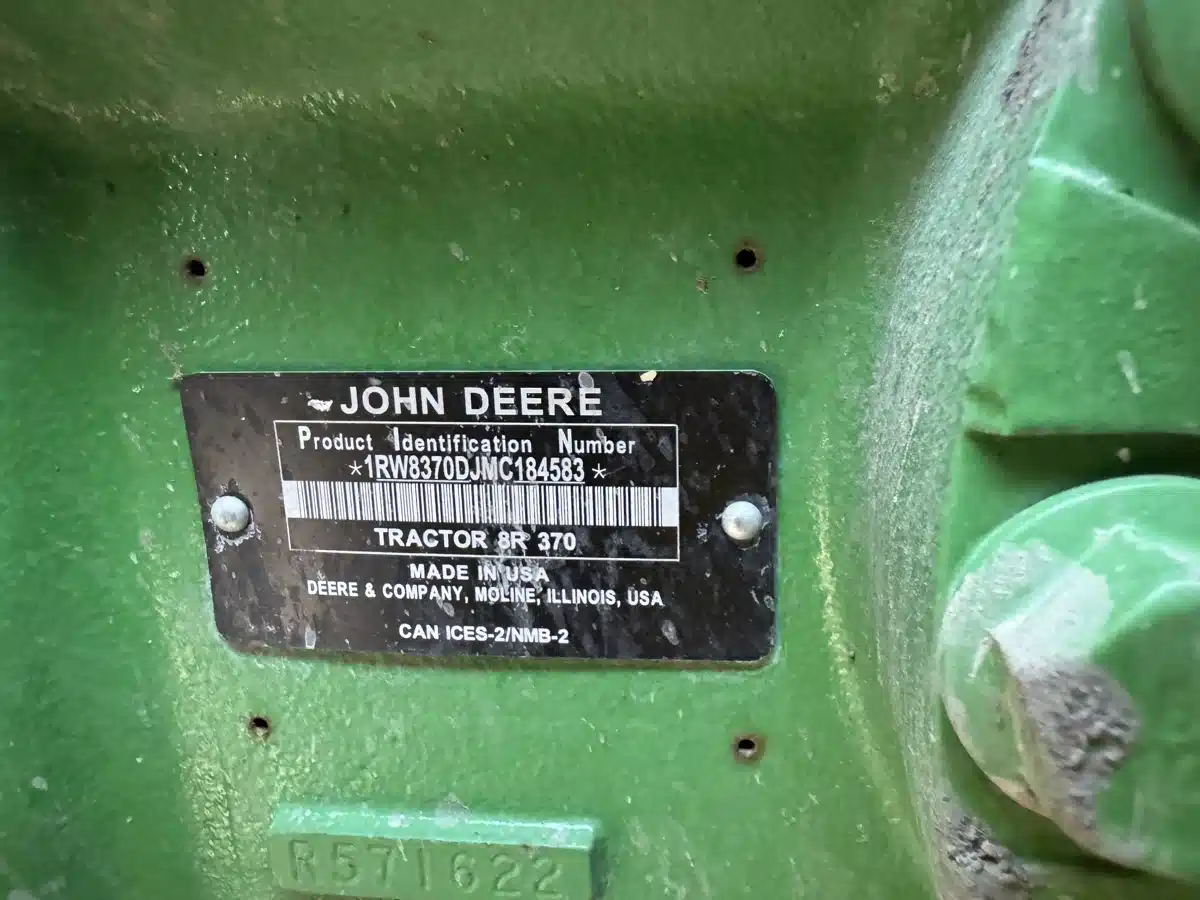 JOHN DEERE
Product Identification Number
*1RW8370DJMC184583*
TRACTOR 8R 370
MADE IN USA
DEERE & COMPANY, MOLINE, ILLINOIS, USA
CAN ICES-2/NMB-2
R571622